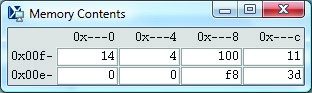 Memory Contents
0x---0 0x---4 0x---8 0x---c
0x00f- 14 4 100 11
0x00e- 0 0 f8 3d